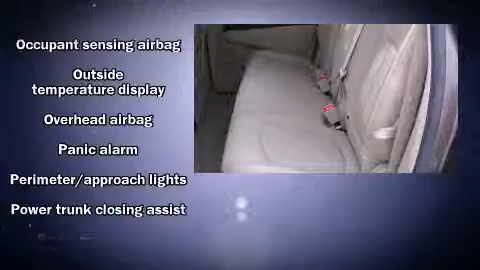 Occupant sensing airbag
Outside
temperature display
Overhead airbag
Panic alarm
Perimeter/approach lights
Power trunk closing assist